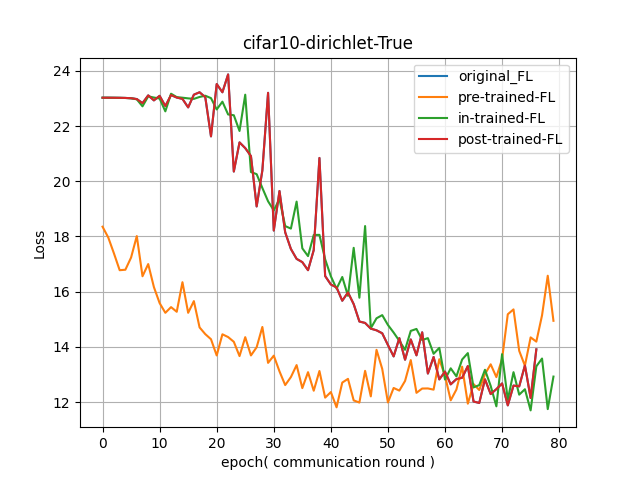 cifar10-dirichlet-True
original_FL
pre-trained-FL
in-trained-FL
post-trained-FL
24
22
20
18
16
14
12
Loss
0 10 20 30 40 50 60 70 80
epoch( communication round )